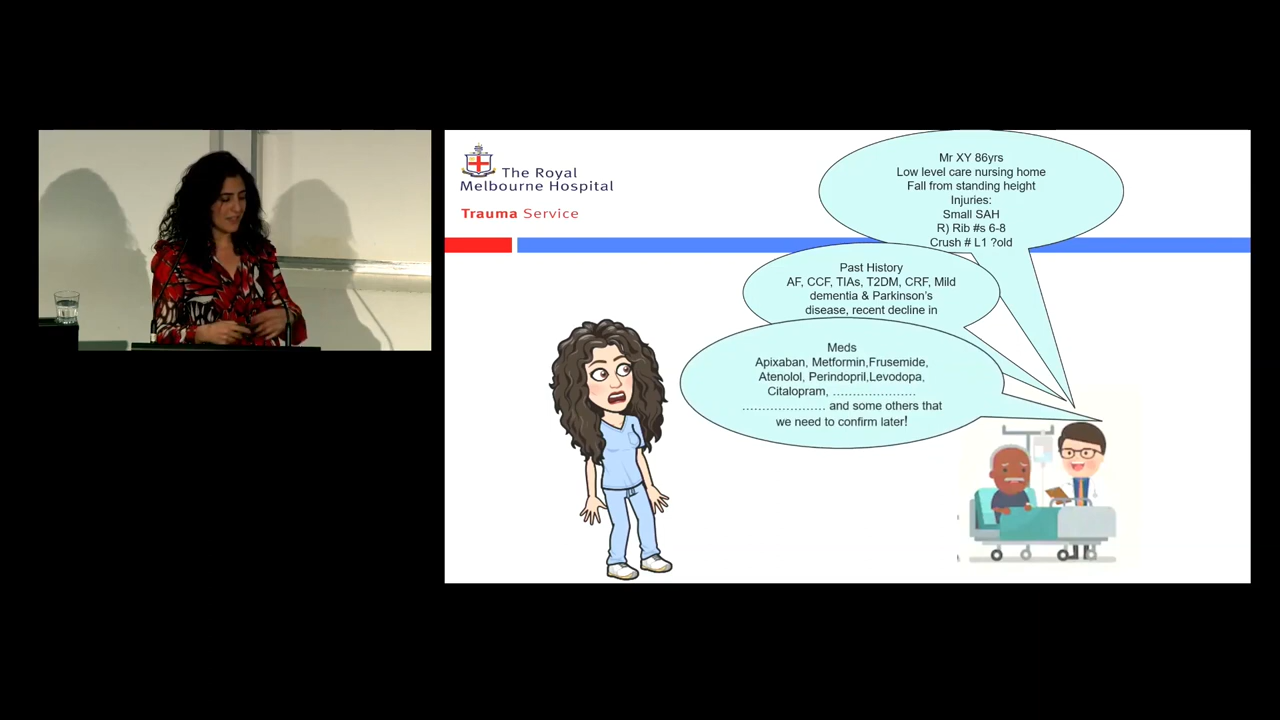 The Royal
Melbourne Hospital
Trauma Service
Mr XY 86yrs
Low level care nursing home
Fall from standing height
Injuries:
Small SAH
R) Rib #s 6-8
Crush # L1 ?old
Past History
AF, CCF, TIAs, T2DM, CRF, Mild
dementia & Parkinson's
disease, recent decline in
Meds
Apixaban, Metformin,Frusemide,
Atenolol, Perindopril,Levodopa,
Citalopram, …………………
………………… and some others that
we need to confirm later!